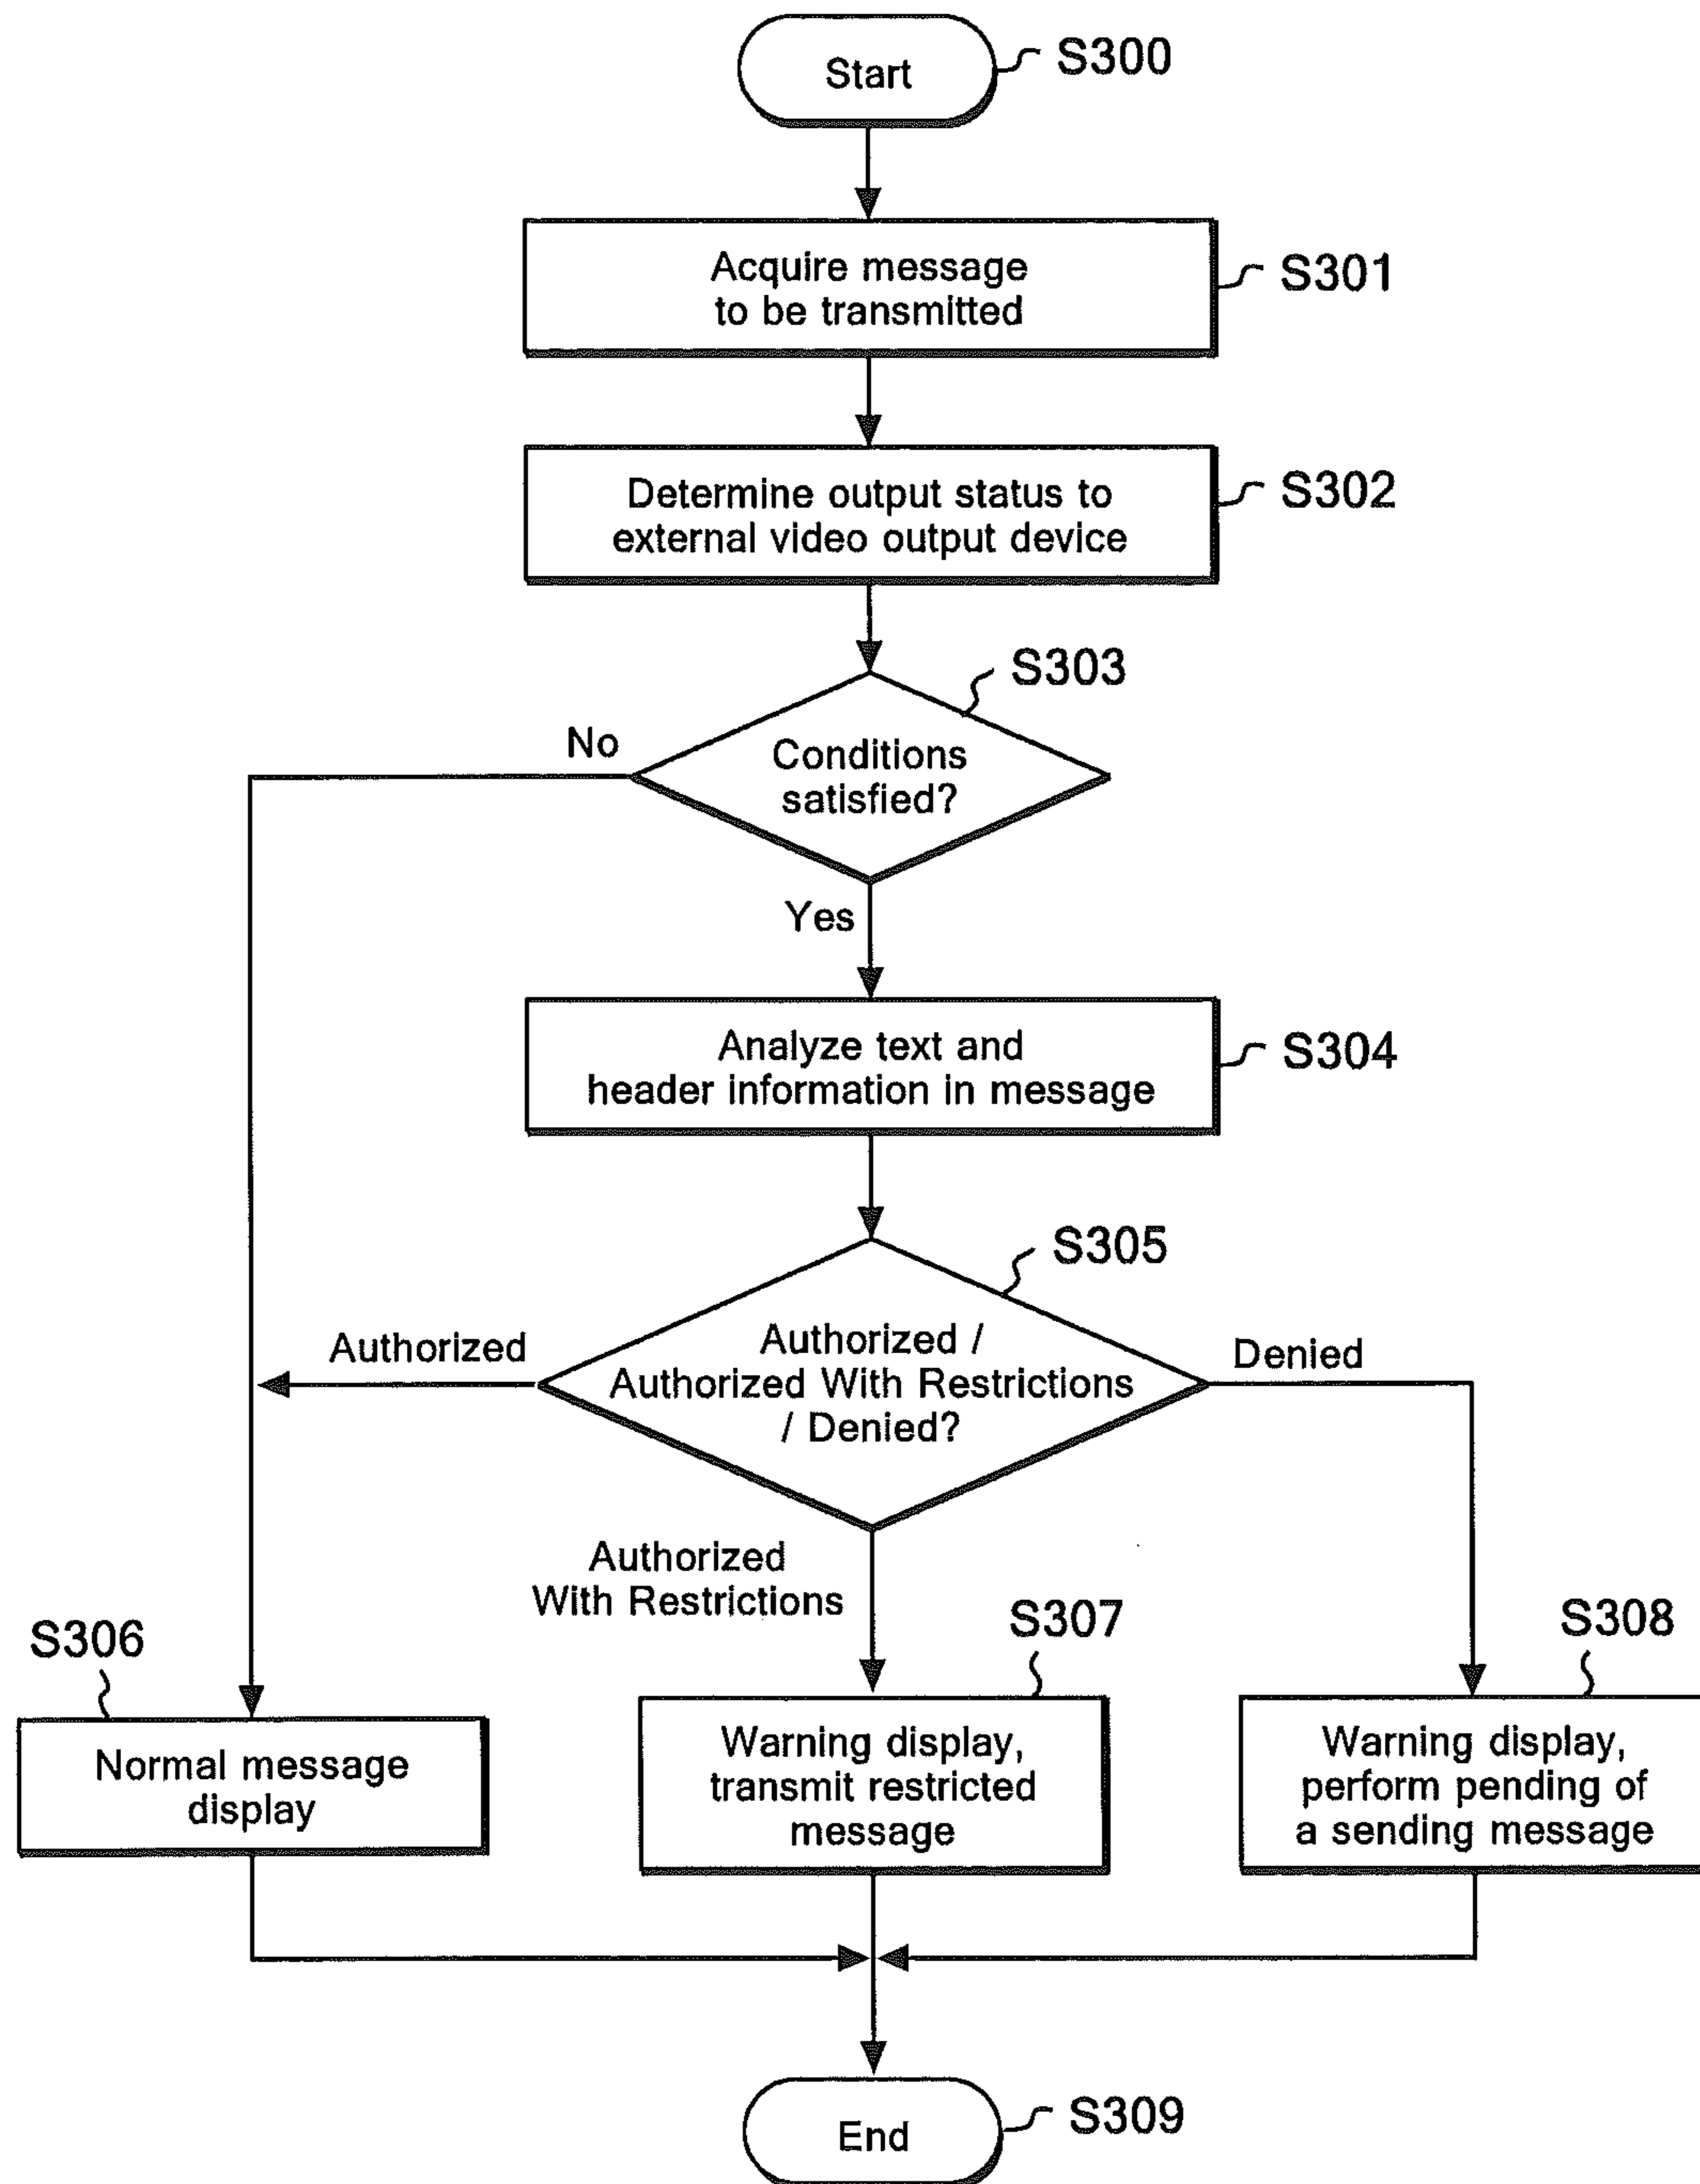 Start
S300
Acquire message
to be transmitted
S301
Determine output status to
external video output device
S302
S303
Conditions
satisfied?
No
Yes
Analyze text and
header information in message
S304
S305
Authorized /
Authorized With Restrictions
/ Denied?
Authorized
Denied
Authorized
With Restrictions
S306
Normal message
display
S307
Warning display,
transmit restricted
message
S308
Warning display,
perform pending of
a sending message
End
S309